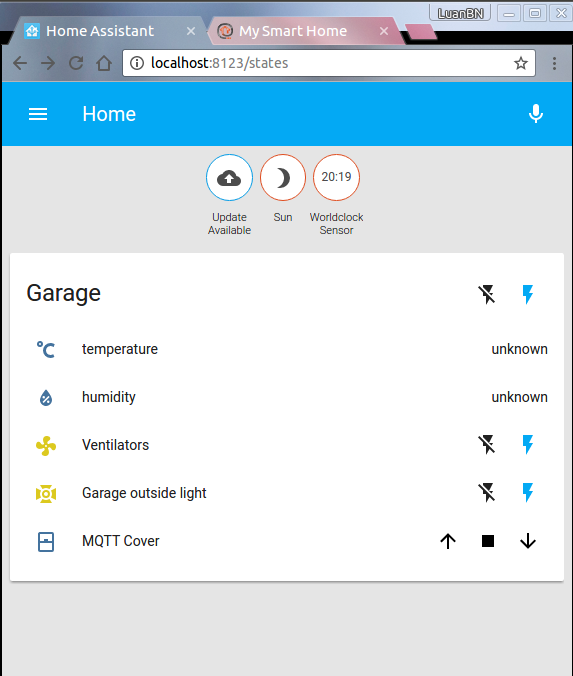 LuanBN
Home Assistant
My Smart Home
localhost:8123/states
Home
20:19
Update
Available
Sun
Worldclock
Sensor
Garage
°C
temperature
unknown
humidity
unknown
Ventilators
Garage outside light
MQTT Cover